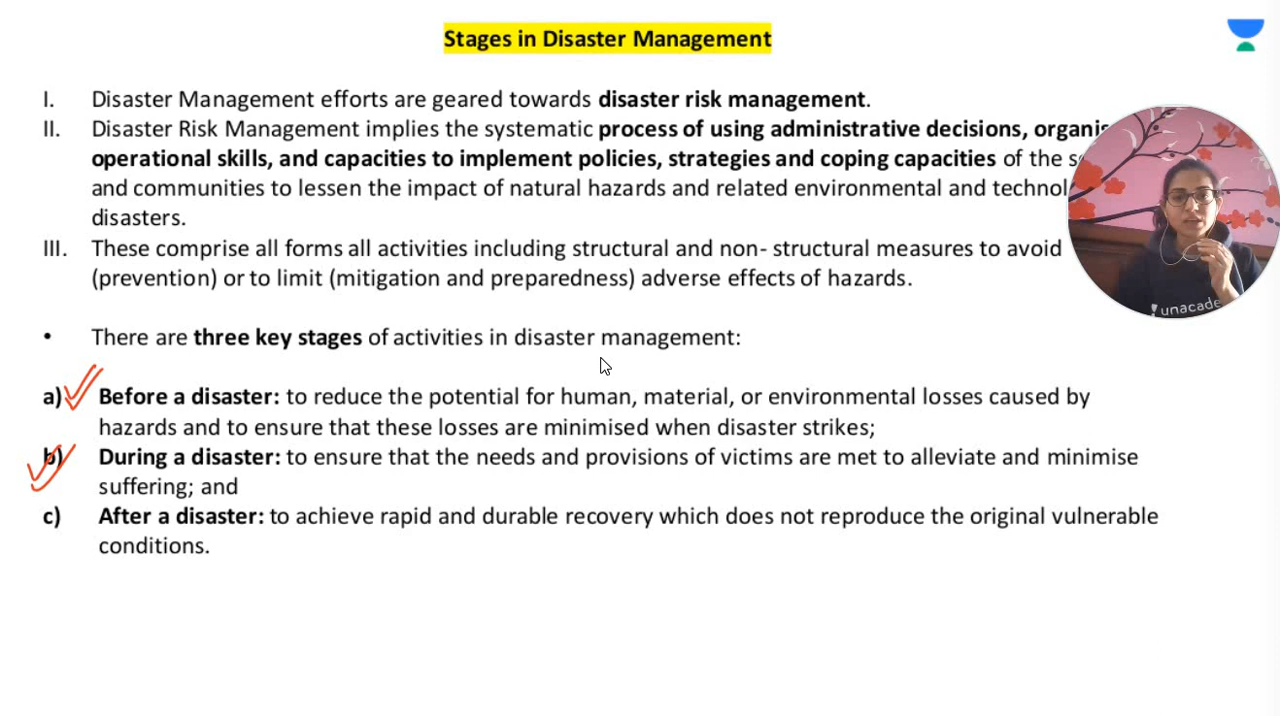 Stages in Disaster Management
I. Disaster Management efforts are geared towards disaster risk management.
II. Disaster Risk Management implies the systematic process of using administrative decisions,
operational skills, and capacities to implement policies, strategies and coping capacities of the
and communities to lessen the impact of natural hazards and related environmental and
disasters.
III. These comprise all forms all activities including structural and non- structural measures to avoid
(prevention) or to limit (mitigation and preparedness) adverse effects of hazards.
• There are three key stages of activities in disaster management:
a) Before a disaster: to reduce the potential for human, material, or environmental losses caused by
hazards and to ensure that these losses are minimised when disaster strikes;
b) During a disaster: to ensure that the needs and provisions of victims are met to alleviate and minimise
suffering; and
c) After a disaster: to achieve rapid and durable recovery which does not reproduce the original vulnerable
conditions.